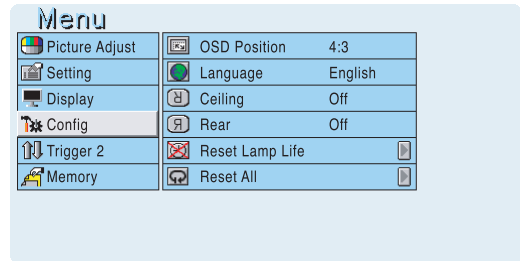 Menu
Picture Adjust
Setting
Display
Config
Trigger 2
Memory
OSD Position 4:3
Language English
Ceiling Off
Rear Off
Reset Lamp Life
Reset All